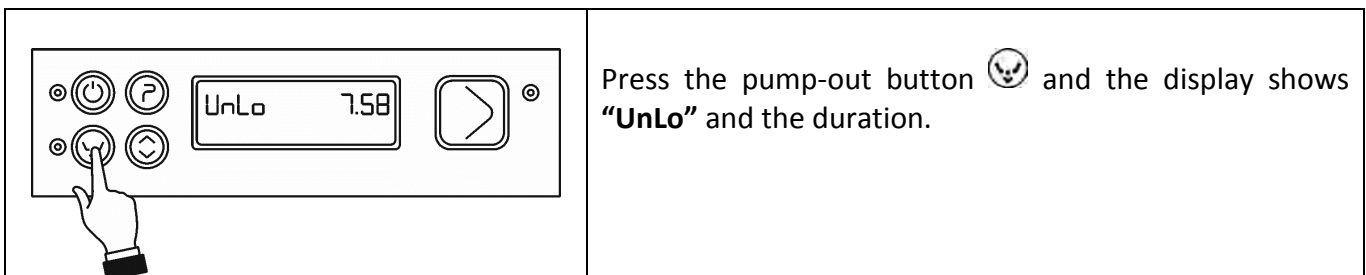 UnLo 7.58
Press the pump-out button and the display shows
“UnLo” and the duration.